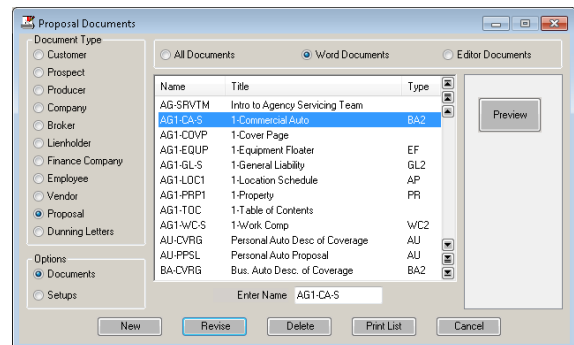 Proposal Documents
Document Type
Customer
Prospect
Producer
Company
Broker
Lienholder
Finance Company
Employee
Vendor
Proposal
Dunning Letters
Options
Documents
Setups
All Documents Word Documents Editor Documents
Name Title Type
AG-SRVTM Intro to Agency Servicing Team
AG1-CA-S 1-Commercial Auto BA2
AG1-COVP 1-Cover Page
AG1-EQUP 1-Equipment Floater EF
AG1-GL-S 1-General Liability GL2
AG1-LOC1 1-Location Schedule AP
AG1-PRP1 1-Property PR
AG1-TOC 1-Table of Contents
AG1-WC-S 1-Work Comp WC2
AU-CVRG Personal Auto Desc of Coverage AU
AU-PPSL Personal Auto Proposal AU
BA-CVRG Bus. Auto Desc. of Coverage BA2
Enter Name AG1-CA-S
Preview
New Revise Delete Print List Cancel